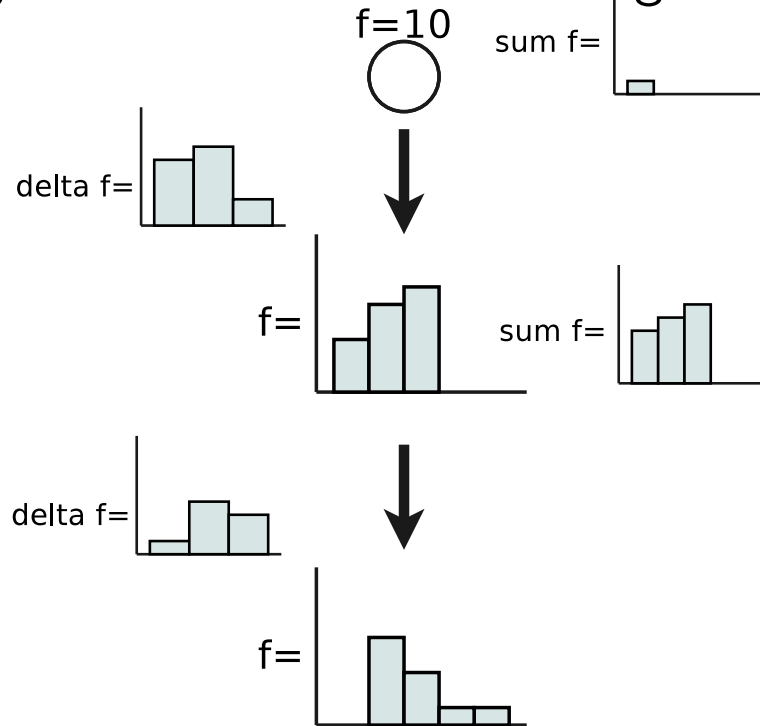 f=10
sum f=
delta f=
f=
sum f=
delta f=
f=